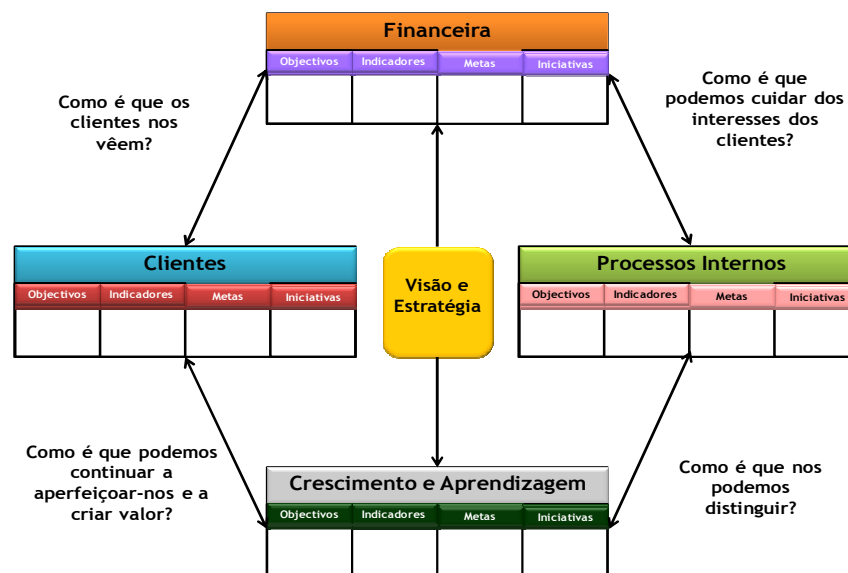 Financeira
Objectivos Indicadores Metas Iniciativas
Como é que os
clientes nos
vêem?
Como é que
podemos cuidar dos
interesses dos
clientes?
Clientes
Objectivos Indicadores Metas Iniciativas
Visão e
Estratégia
Processos Internos
Objectivos Indicadores Metas Iniciativas
Como é que podemos
continuar a
aperfeiçoar-nos e a
criar valor?
Crescimento e Aprendizagem
Objectivos Indicadores Metas Iniciativas
Como é que nos
podemos
distinguir?